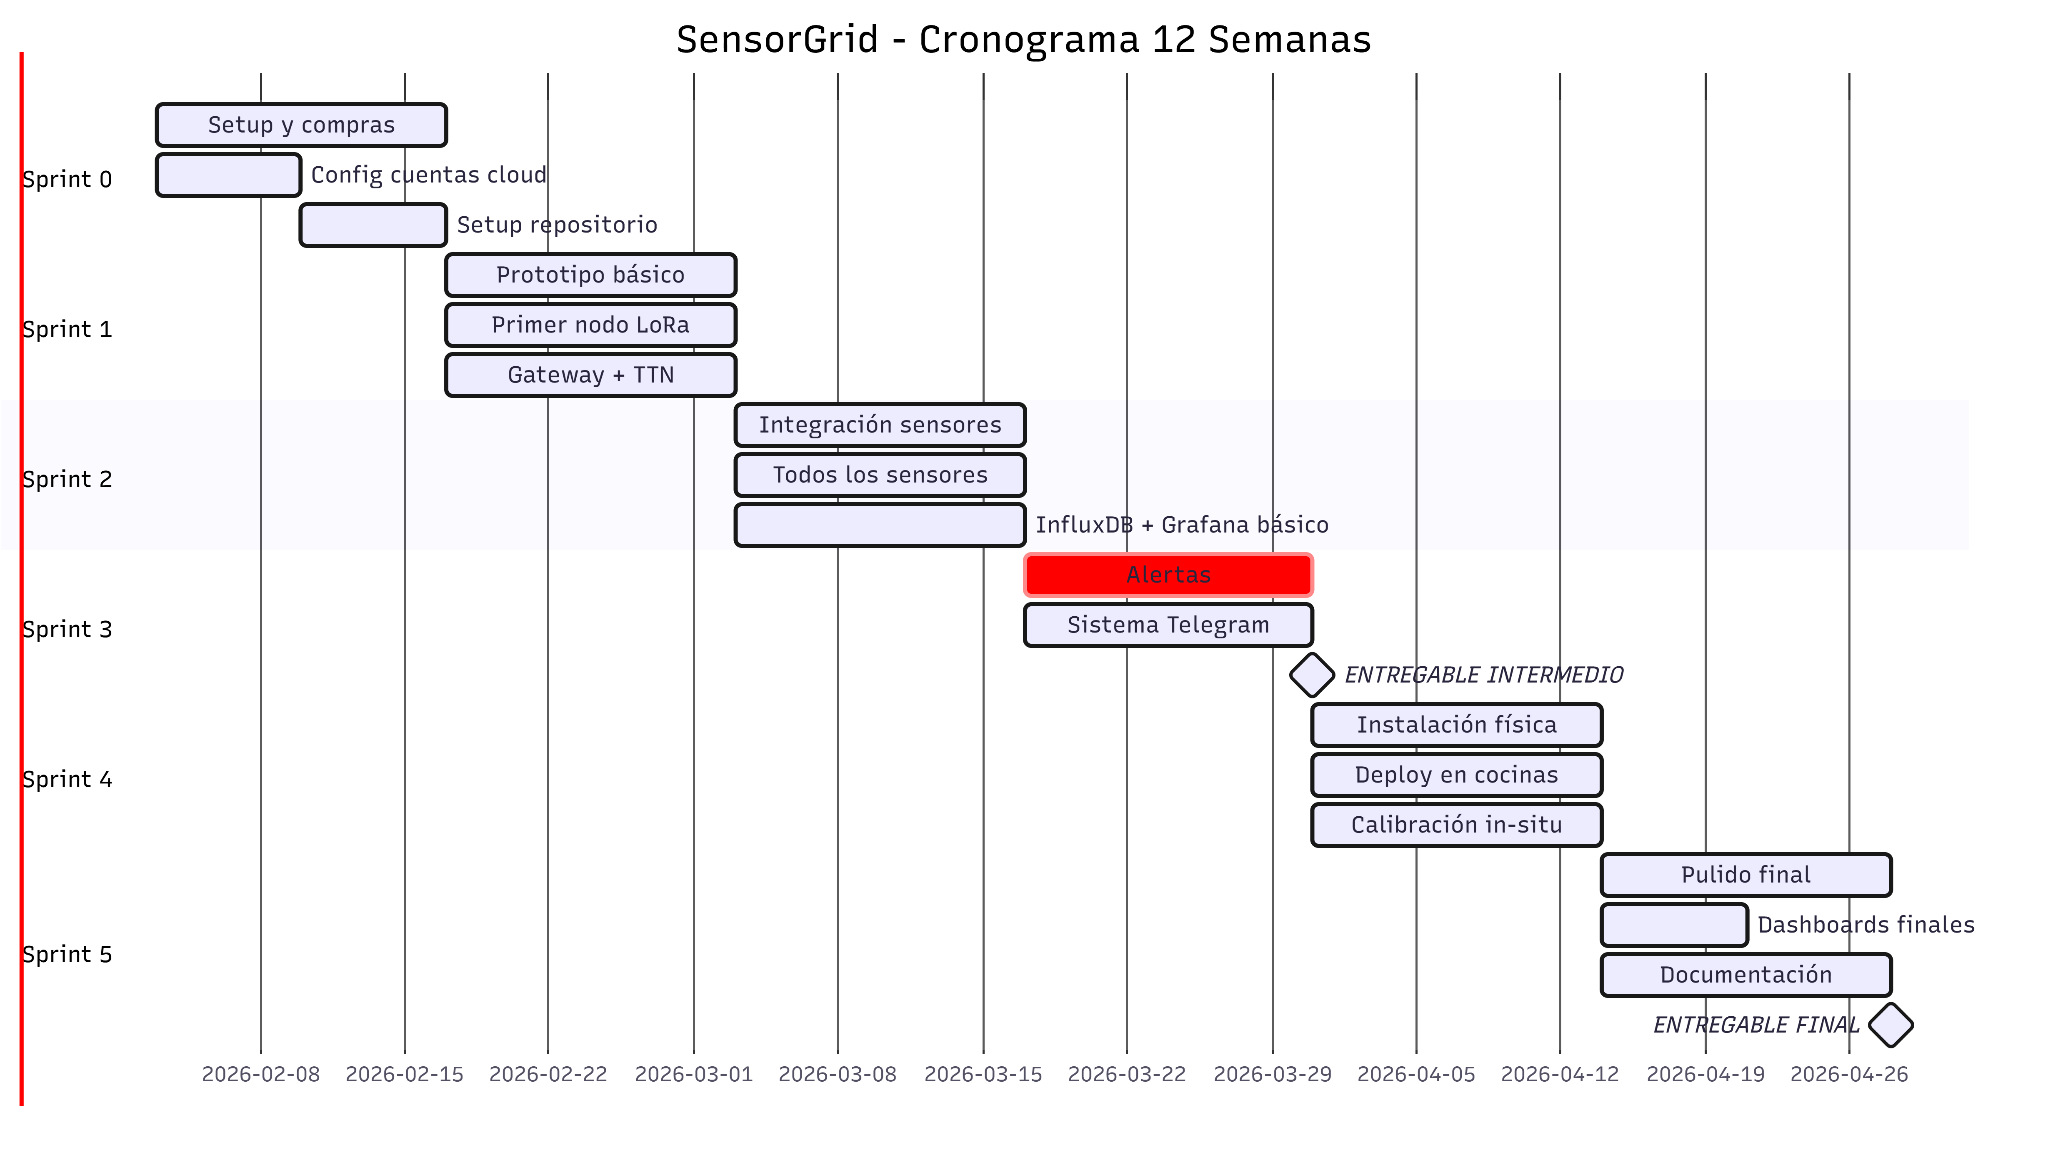 SensorGrid - Cronograma 12 Semanas
Sprint 0
Setup y compras
Config cuentas cloud
Setup repositorio
Sprint 1
Prototipo básico
Primer nodo LoRa
Gateway + TTN
Sprint 2
Integración sensores
Todos los sensores
InfluxDB + Grafana básico
Sprint 3
Alertas
Sistema Telegram
ENTREGABLE INTERMEDIO
Sprint 4
Instalación física
Deploy en cocinas
Calibración in-situ
Sprint 5
Pulido final
Dashboards finales
Documentación
ENTREGABLE FINAL
2026-02-08 2026-02-15 2026-02-22 2026-03-01 2026-03-08 2026-03-15 2026-03-22 2026-03-29 2026-04-05 2026-04-12 2026-04-19 2026-04-26